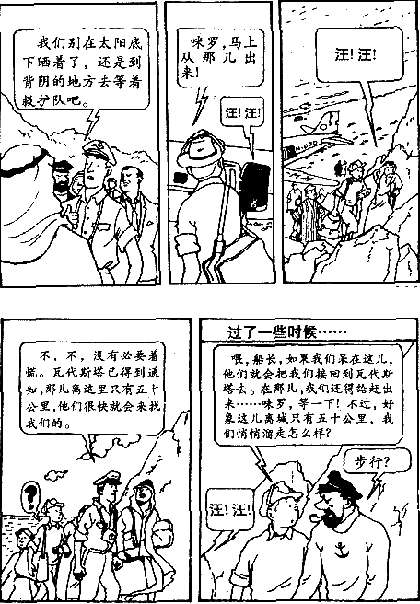 我们别在太阳底
下晒着了，还是到
背阴的地方去等着
救护队吧。
咪罗，马上
从那儿出
来！
汪！汪！
汪！汪！
不，不，没有必要着
慌。瓦代斯塔已得到通
知，那儿离这里只有五十
公里，他们很快就会来找
我们的。
？
过了一些时候……
喂，船长，如果我们呆在这儿，
他们就会把我们接回到瓦代斯
塔去，在那儿，我们还得给赶出
来……咪罗，等一下！不远，好
象这儿离城只有五十公里。我
们悄悄溜走怎么样？
汪！汪！
步行？